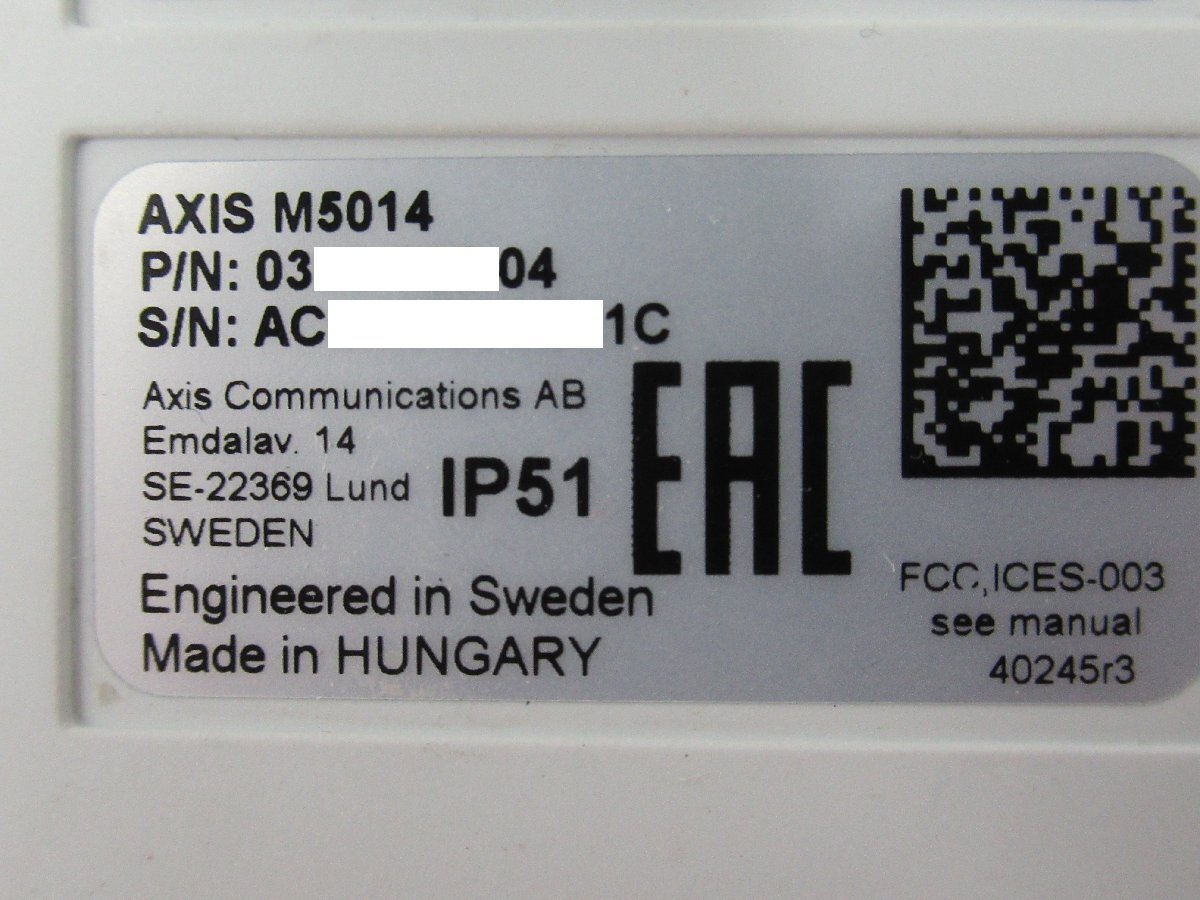 AXIS M5014
P/N: 03 04
S/N: AC 1C
Axis Communications AB
Emdalav. 14
SE-22369 Lund
SWEDEN
IP51
EAC
Engineered in Sweden
Made in HUNGARY
FCC,ICES-003
see manual
40245r3